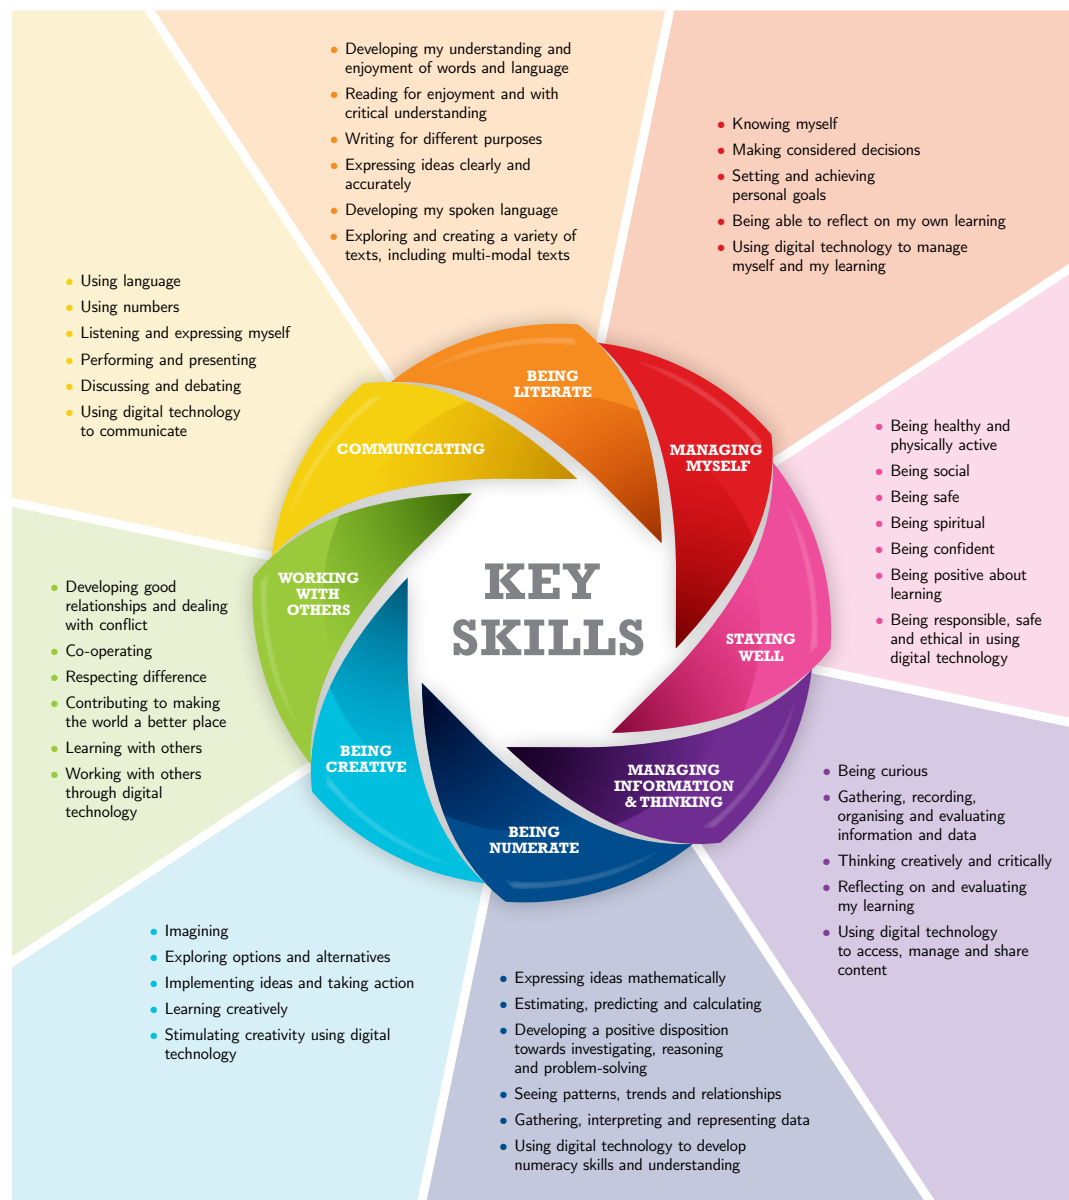 • Developing my understanding and
enjoyment of words and language
• Reading for enjoyment and with
critical understanding
• Writing for different purposes
• Expressing ideas clearly and
accurately
• Developing my spoken language
• Exploring and creating a variety of
texts, including multi-modal texts
• Knowing myself
• Making considered decisions
• Setting and achieving
personal goals
• Being able to reflect on my own learning
• Using digital technology to manage
myself and my learning
• Using language
• Using numbers
• Listening and expressing myself
• Performing and presenting
• Discussing and debating
• Using digital technology
to communicate
BEING
LITERATE
COMMUNICATING
MANAGING
MYSELF
• Being healthy and
physically active
• Being social
• Being safe
• Being spiritual
• Being confident
• Being positive about
learning
• Being responsible, safe
and ethical in using
digital technology
• Developing good
relationships and dealing
with conflict
• Co-operating
• Respecting difference
• Contributing to making
the world a better place
• Learning with others
• Working with others
through digital
technology
WORKING
WITH
OTHERS
KEY
SKILLS
STAYING
WELL
BEING
CREATIVE
MANAGING
INFORMATION
& THINKING
BEING
NUMERATE
• Being curious
• Gathering, recording,
organising and evaluating
information and data
• Thinking creatively and critically
• Reflecting on and evaluating
my learning
• Using digital technology
to access, manage and share
content
• Imagining
• Exploring options and alternatives
• Implementing ideas and taking action
• Learning creatively
• Stimulating creativity using digital
technology
• Expressing ideas mathematically
• Estimating, predicting and calculating
• Developing a positive disposition
towards investigating, reasoning
and problem-solving
• Seeing patterns, trends and relationships
• Gathering, interpreting and representing data
• Using digital technology to develop
numeracy skills and understanding